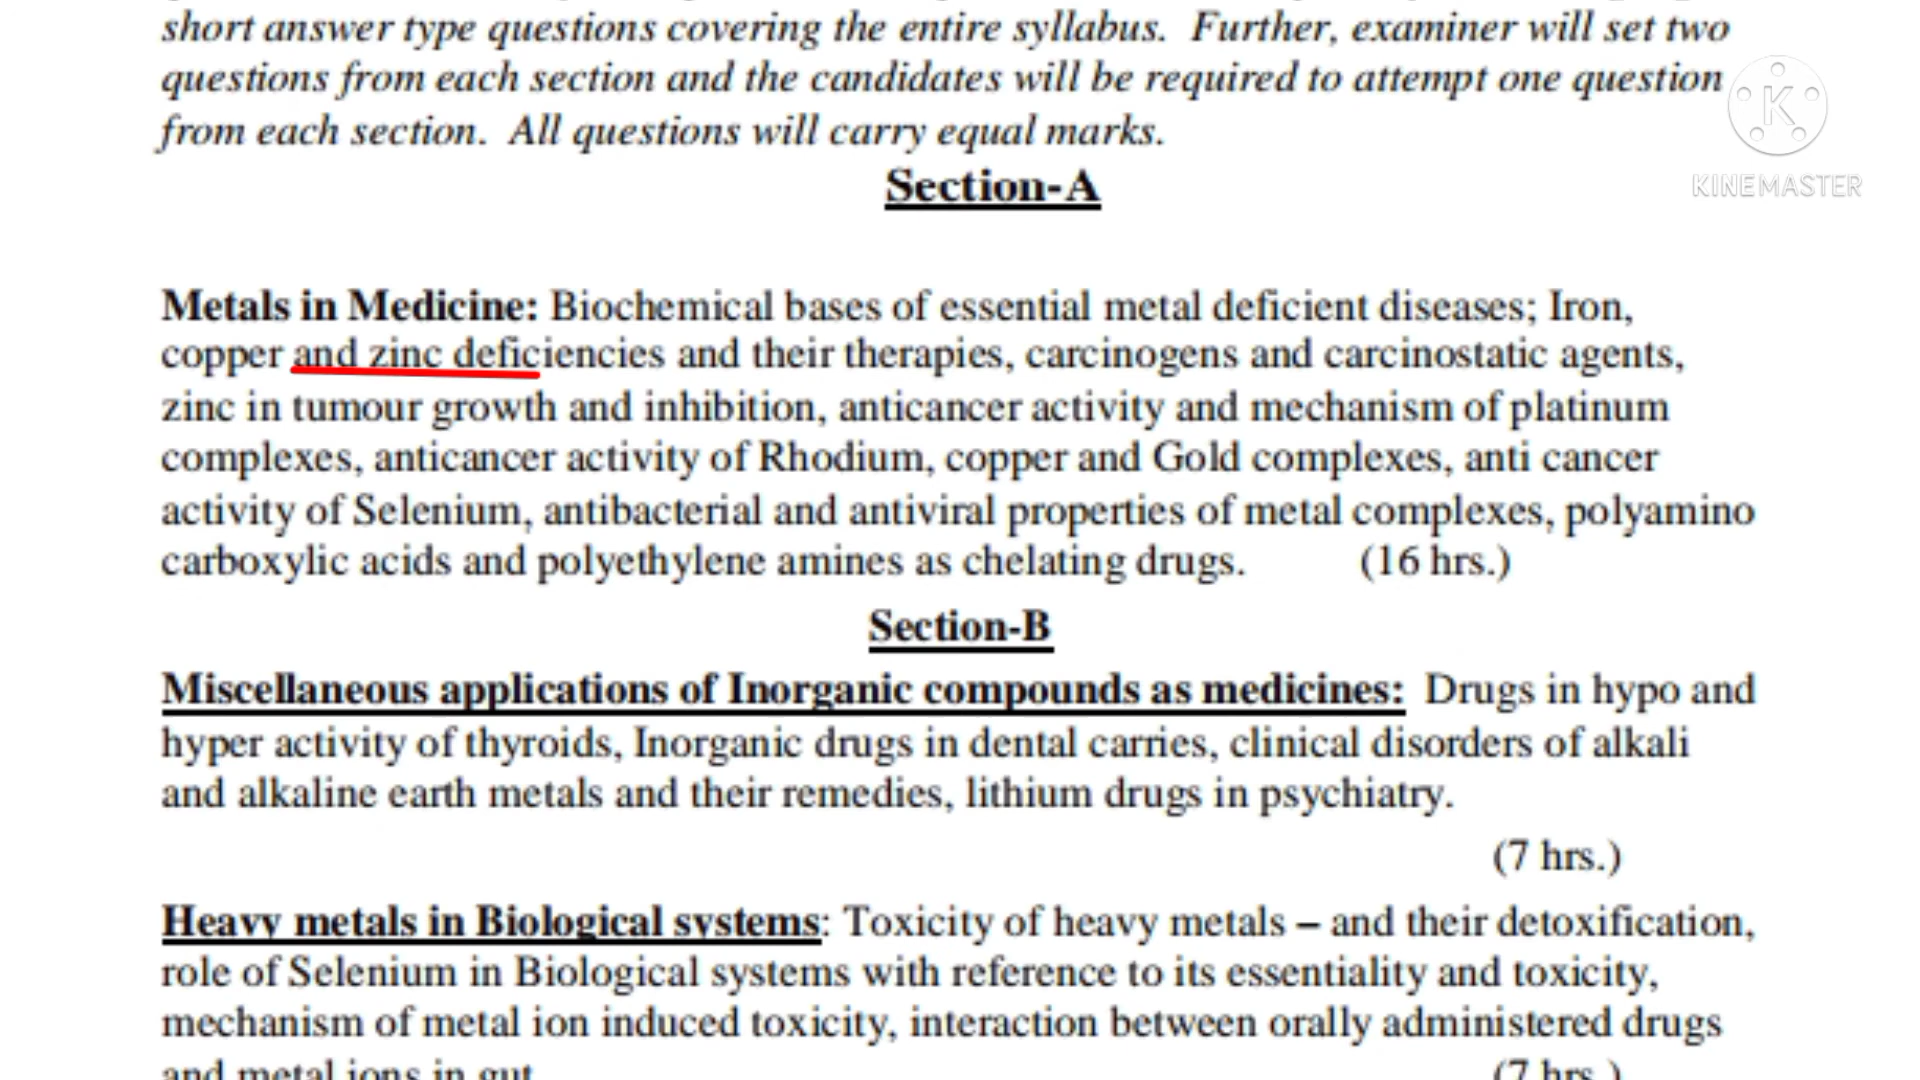 short answer type questions covering the entire syllabus. Further, examiner will set two
questions from each section and the candidates will be required to attempt one question
from each section. All questions will carry equal marks.
K
KINEMASTER
Section-A
Metals in Medicine: Biochemical bases of essential metal deficient diseases; Iron,
copper and zinc deficiencies and their therapies, carcinogens and carcinostatic agents,
zinc in tumour growth and inhibition, anticancer activity and mechanism of platinum
complexes, anticancer activity of Rhodium, copper and Gold complexes, anti cancer
activity of Selenium, antibacterial and antiviral properties of metal complexes, polyamino
carboxylic acids and polyethylene amines as chelating drugs. (16 hrs.)
Section-B
Miscellaneous applications of Inorganic compounds as medicines: Drugs in hypo and
hyper activity of thyroids, Inorganic drugs in dental carries, clinical disorders of alkali
and alkaline earth metals and their remedies, lithium drugs in psychiatry.
(7 hrs.)
Heavy metals in Biological systems: Toxicity of heavy metals – and their detoxification,
role of Selenium in Biological systems with reference to its essentiality and toxicity,
mechanism of metal ion induced toxicity, interaction between orally administered drugs
and metal ions in gut (7 hrs.)